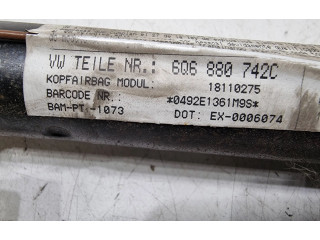 VW TEILE NR.: 6Q6 880 742C
KOPFAIRBAG MODUL: 18110275
BARCODE NR.: *0492E1361M9S*
BAM-PT.-1073 DOT: EX-0006074